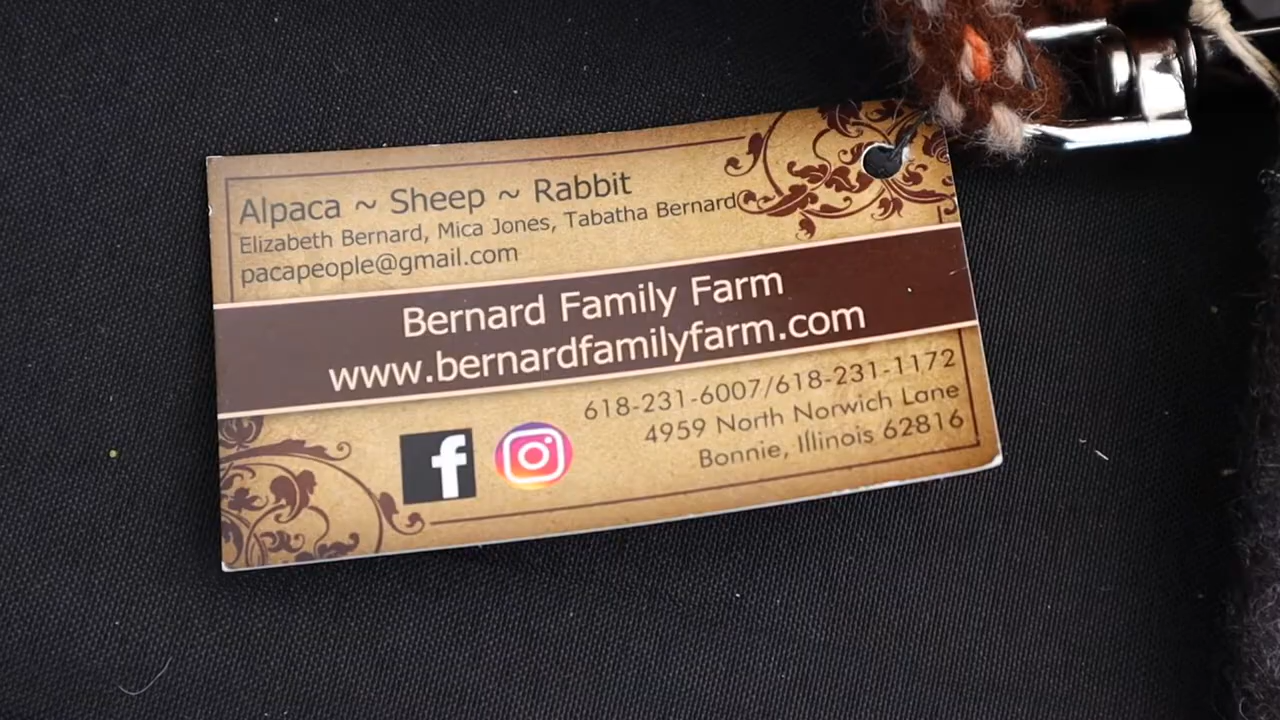 Alpaca ~ Sheep ~ Rabbit
Elizabeth Bernard, Mica Jones, Tabatha Bernard
pacapeople@gmail.com
Bernard Family Farm
www.bernardfamilyfarm.com
618-231-6007/618-231-1172
4959 North Norwich Lane
Bonnie, Illinois 62816